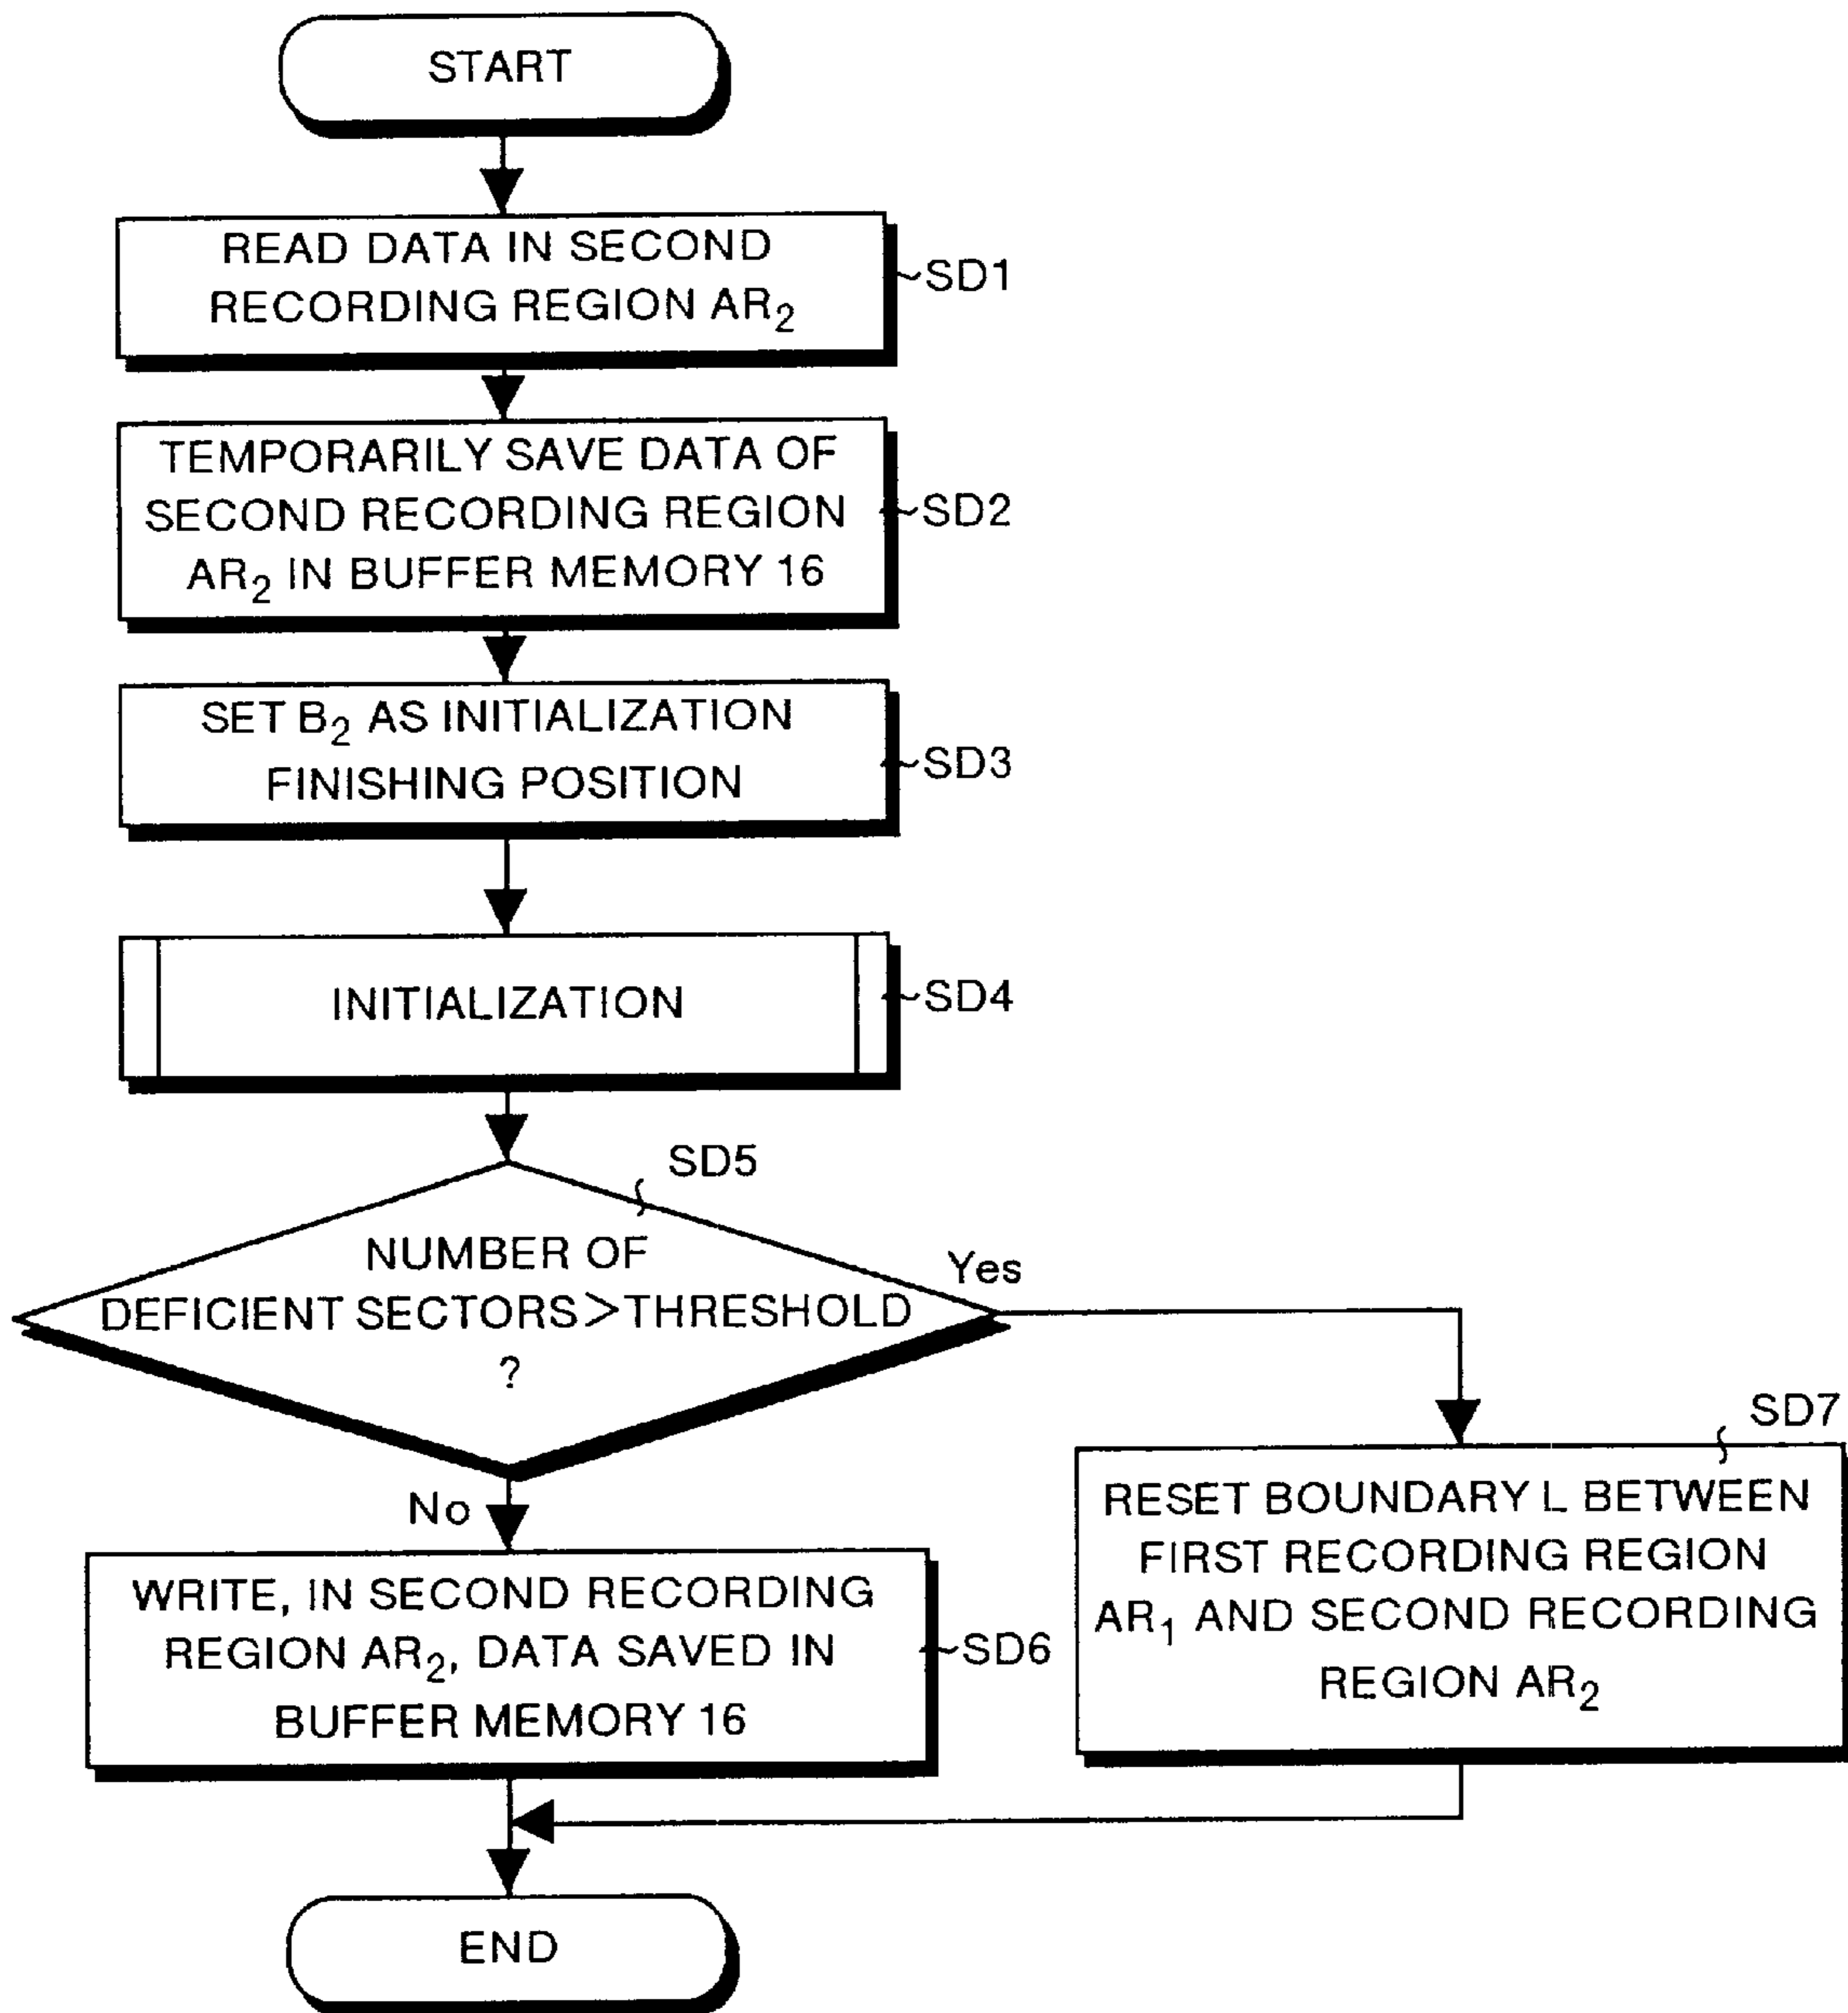 START
READ DATA IN SECOND
RECORDING REGION AR₂
SD1
TEMPORARILY SAVE DATA OF
SECOND RECORDING REGION
AR₂ IN BUFFER MEMORY 16
SD2
SET B₂ AS INITIALIZATION
FINISHING POSITION
SD3
INITIALIZATION
SD4
SD5
NUMBER OF
DEFICIENT SECTORS>THRESHOLD
?
Yes
No
SD7
RESET BOUNDARY L BETWEEN
FIRST RECORDING REGION
AR₁ AND SECOND RECORDING
REGION AR₂
WRITE, IN SECOND RECORDING
REGION AR₂, DATA SAVED IN
BUFFER MEMORY 16
SD6
END